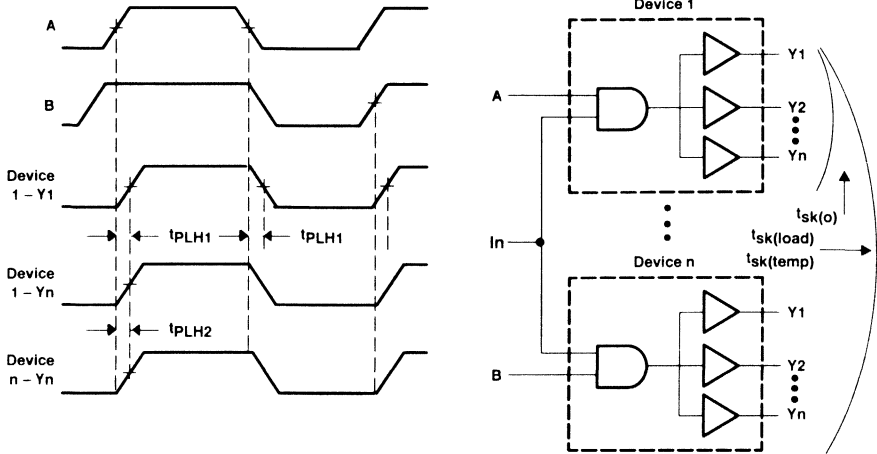 A
B
Device
1 – Y1
tPLH1
tPLH1
Device
1 – Yn
tPLH2
Device
n – Yn
Device 1
A
Y1
Y2
Yn
tsk(o)
In
tsk(load)
tsk(temp)
Device n
B
Y1
Y2
Yn